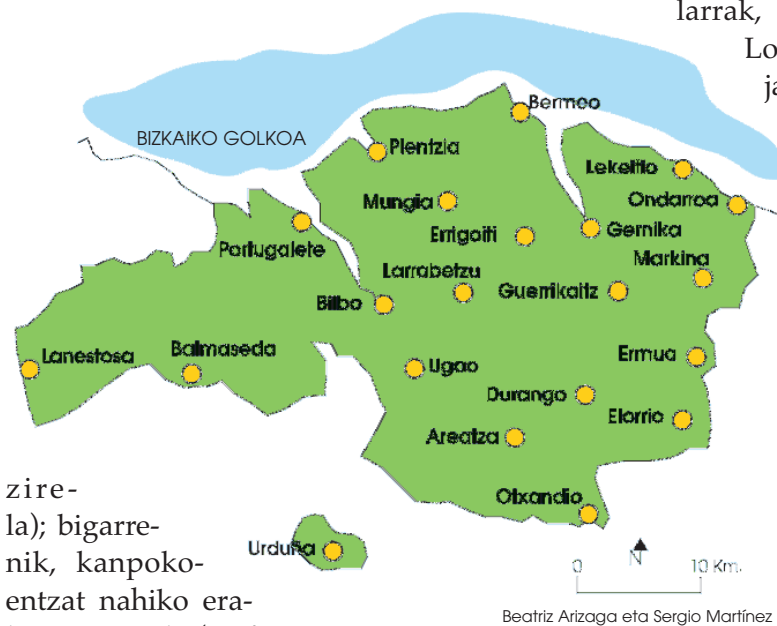 larrak,
Lo
ja
BIZKAIKO GOLKOA
Bermeo
Plentzia
Lekeitio
Mungia
Ondarroa
Errigoiti
Gernika
Portugalete
Markina
Larrabetzu
Guerrikaitz
Bilbo
Lanestosa
Balmaseda
Ugao
Ermua
Durango
Elorrio
Areatza
Otxandio
Urduña
zire-
la); bigarre-
nik, kanpoko-
entzat nahiko era-
0 N 10 Km.
Beatriz Arizaga eta Sergio Martínez